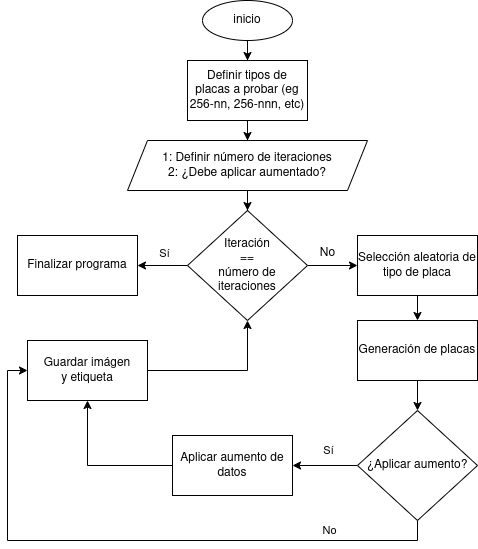 inicio
Definir tipos de
placas a probar (eg
256-nn, 256-nnn, etc)
1: Definir número de iteraciones
2: ¿Debe aplicar aumentado?
Iteración
==
número de
iteraciones
Sí
Finalizar programa
No
Selección aleatoria de
tipo de placa
Generación de placas
¿Aplicar aumento?
Sí
Aplicar aumento de
datos
Guardar imágen
y etiqueta
No